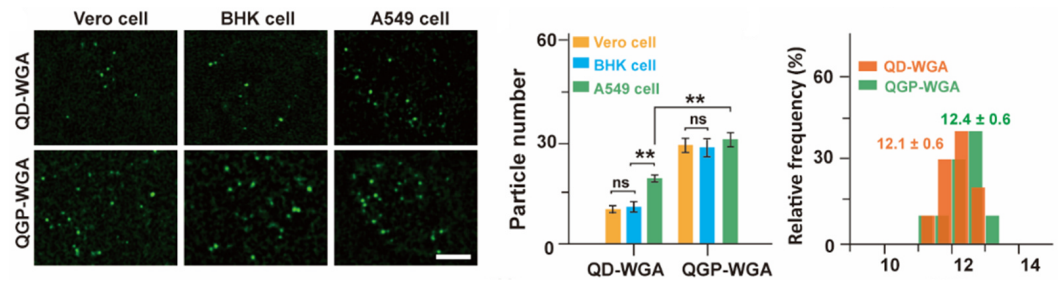 Vero cell BHK cell A549 cell
QD-WGA
QGP-WGA
Particle number
60
30
0
Vero cell
BHK cell
A549 cell
ns
**
ns
**
QD-WGA QGP-WGA
Relative frequency (%)
60
30
0
QD-WGA
QGP-WGA
12.4 ± 0.6
12.1 ± 0.6
10 12 14